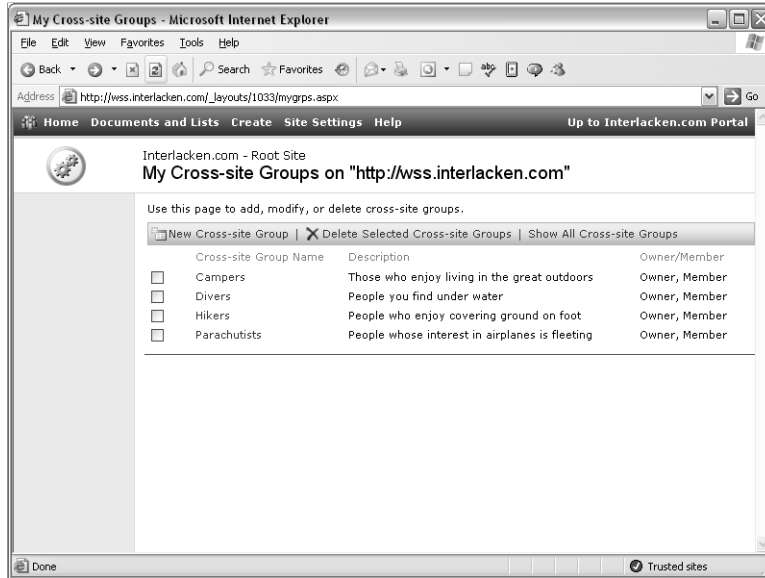 My Cross-site Groups - Microsoft Internet Explorer
File Edit View Favorites Tools Help
Back Search Favorites
Address http://wss.interlacken.com/_layouts/1033/mygrps.aspx Go
Home Documents and Lists Create Site Settings Help Up to Interlacken.com Portal
Interlacken.com - Root Site
My Cross-site Groups on "http://wss.interlacken.com"
Use this page to add, modify, or delete cross-site groups.
New Cross-site Group | Delete Selected Cross-site Groups | Show All Cross-site Groups
Cross-site Group Name Description Owner/Member
Campers Those who enjoy living in the great outdoors Owner, Member
Divers People you find under water Owner, Member
Hikers People who enjoy covering ground on foot Owner, Member
Parachutists People whose interest in airplanes is fleeting Owner, Member
Done Trusted sites